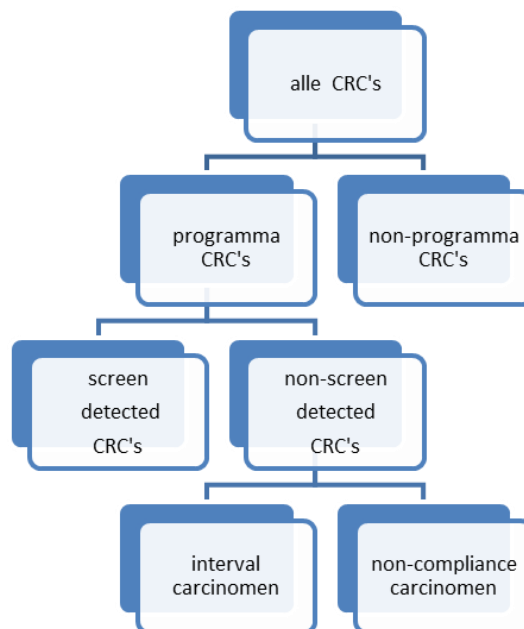 alle CRC's
programma
CRC's
non-programma
CRC's
screen
detected
CRC's
non-screen
detected
CRC's
interval
carcinomen
non-compliance
carcinomen